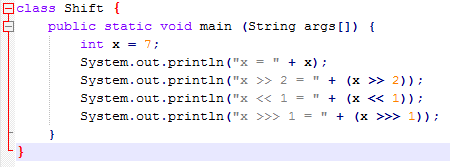 class Shift {
    public static void main (String args[]) {
        int x = 7;
        System.out.println("x = " + x);
        System.out.println("x >> 2 = " + (x >> 2));
        System.out.println("x << 1 = " + (x << 1));
        System.out.println("x >>> 1 = " + (x >>> 1));
    }
}